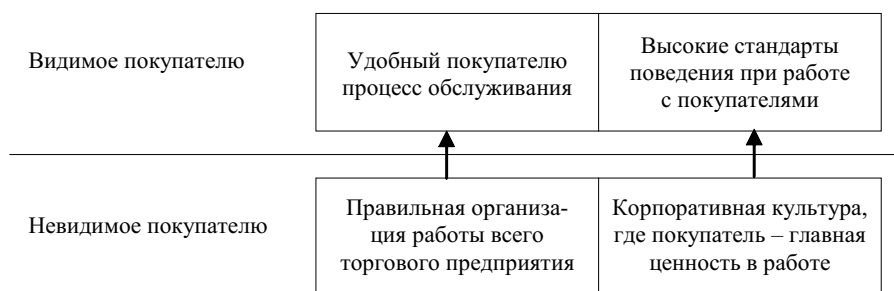 Видимое покупателю
Удобный покупателю
процесс обслуживания
Высокие стандарты
поведения при работе
с покупателями
Невидимое покупателю
Правильная организа-
ция работы всего
торгового предприятия
Корпоративная культура,
где покупатель – главная
ценность в работе